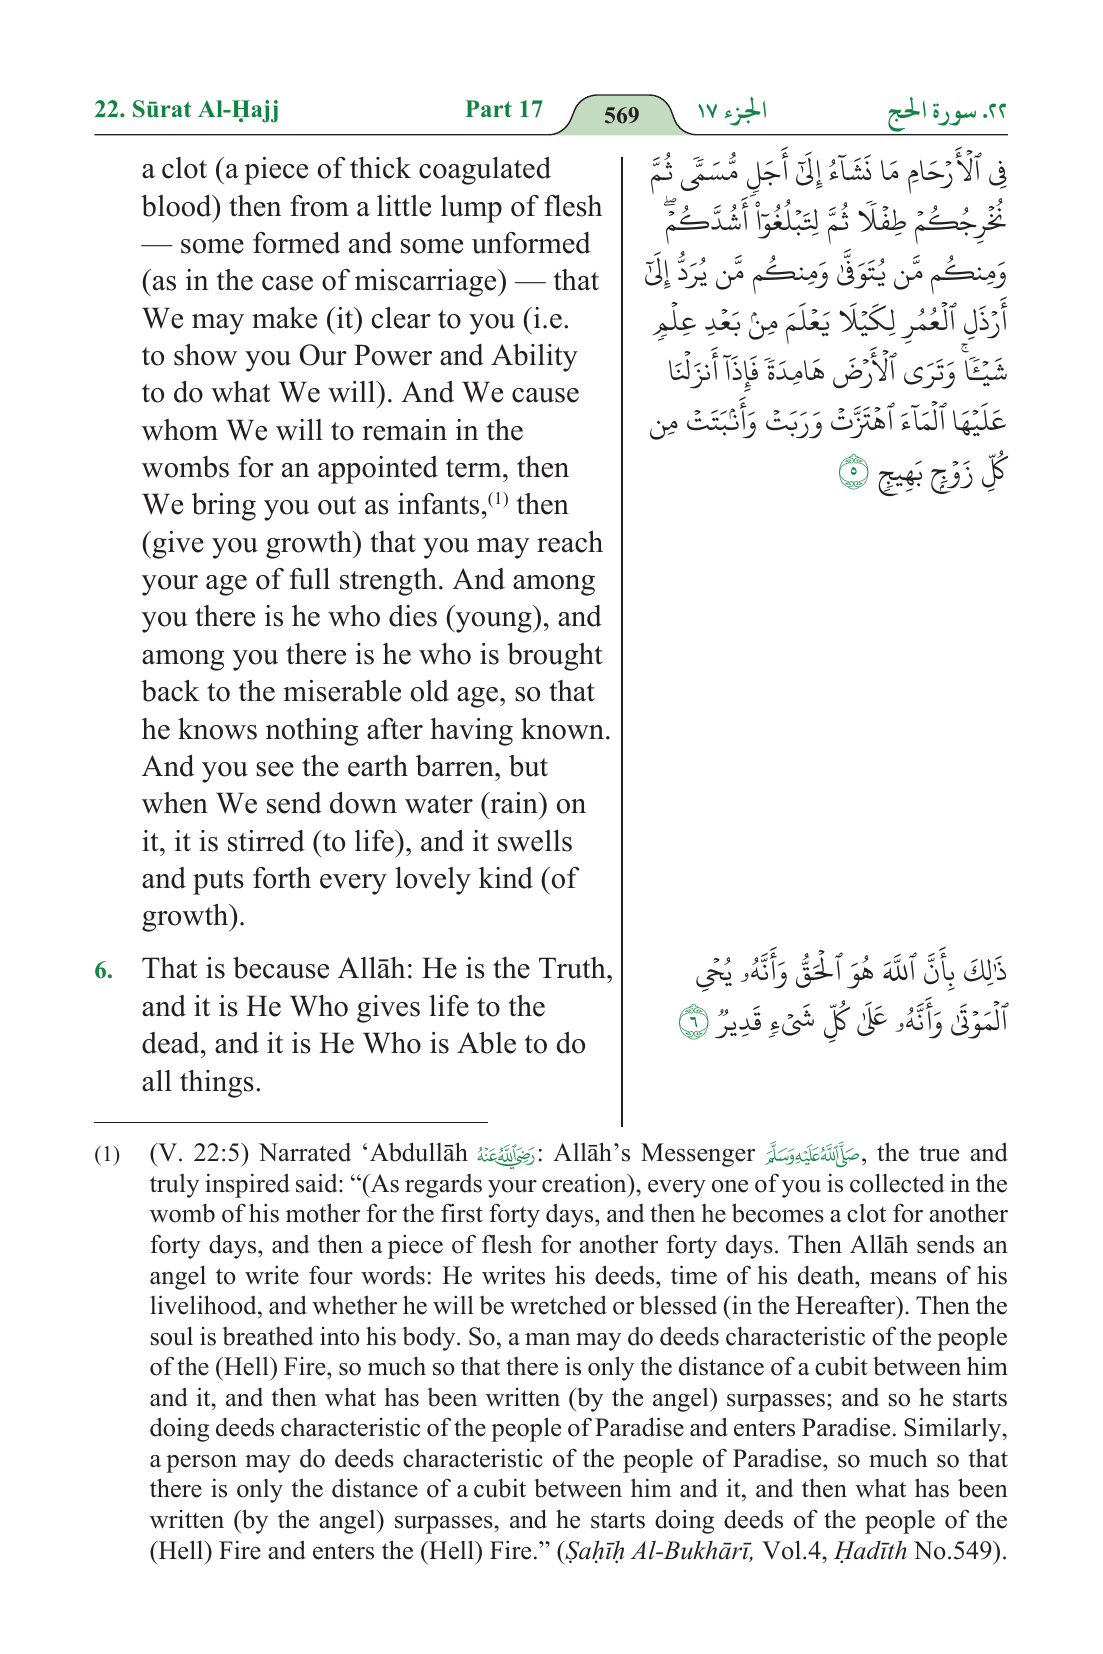 22. Sūrat Al-Ḥajj
Part 17
569
الجزء ١٧
٢٢. سورة الحج
a clot (a piece of thick coagulated
blood) then from a little lump of flesh
— some formed and some unformed
(as in the case of miscarriage) — that
We may make (it) clear to you (i.e.
to show you Our Power and Ability
to do what We will). And We cause
whom We will to remain in the
wombs for an appointed term, then
We bring you out as infants,(1) then
(give you growth) that you may reach
your age of full strength. And among
you there is he who dies (young), and
among you there is he who is brought
back to the miserable old age, so that
he knows nothing after having known.
And you see the earth barren, but
when We send down water (rain) on
it, it is stirred (to life), and it swells
and puts forth every lovely kind (of
growth).
فِى ٱلْأَرْحَامِ مَا نَشَآءُ إِلَىٰٓ أَجَلٍ مُّسَمًّى ثُمَّ
نُخْرِجُكُمْ طِفْلًا ثُمَّ لِتَبْلُغُوٓا۟ أَشُدَّكُمْ ۖ
وَمِنكُم مَّن يُتَوَفَّىٰ وَمِنكُم مَّن يُرَدُّ إِلَىٰٓ
أَرْذَلِ ٱلْعُمُرِ لِكَيْلَا يَعْلَمَ مِنۢ بَعْدِ عِلْمٍ
شَيْـًٔا ۚ وَتَرَى ٱلْأَرْضَ هَامِدَةً فَإِذَآ أَنزَلْنَا
عَلَيْهَا ٱلْمَآءَ ٱهْتَزَّتْ وَرَبَتْ وَأَنۢبَتَتْ مِن
كُلِّ زَوْجٍۭ بَهِيجٍ ٥
6. That is because Allāh: He is the Truth,
and it is He Who gives life to the
dead, and it is He Who is Able to do
all things.
ذَٰلِكَ بِأَنَّ ٱللَّهَ هُوَ ٱلْحَقُّ وَأَنَّهُۥ يُحْىِ
ٱلْمَوْتَىٰ وَأَنَّهُۥ عَلَىٰ كُلِّ شَىْءٍ قَدِيرٌ ٦
(1) (V. 22:5) Narrated ‘Abdullāh رَضِيَ اللَّهُ عَنْهُ: Allāh’s Messenger صَلَّى اللَّهُ عَلَيْهِ وَسَلَّمَ, the true and
truly inspired said: “(As regards your creation), every one of you is collected in the
womb of his mother for the first forty days, and then he becomes a clot for another
forty days, and then a piece of flesh for another forty days. Then Allāh sends an
angel to write four words: He writes his deeds, time of his death, means of his
livelihood, and whether he will be wretched or blessed (in the Hereafter). Then the
soul is breathed into his body. So, a man may do deeds characteristic of the people
of the (Hell) Fire, so much so that there is only the distance of a cubit between him
and it, and then what has been written (by the angel) surpasses; and so he starts
doing deeds characteristic of the people of Paradise and enters Paradise. Similarly,
a person may do deeds characteristic of the people of Paradise, so much so that
there is only the distance of a cubit between him and it, and then what has been
written (by the angel) surpasses, and he starts doing deeds of the people of the
(Hell) Fire and enters the (Hell) Fire.” (Ṣaḥīḥ Al-Bukhārī, Vol.4, Ḥadīth No.549).